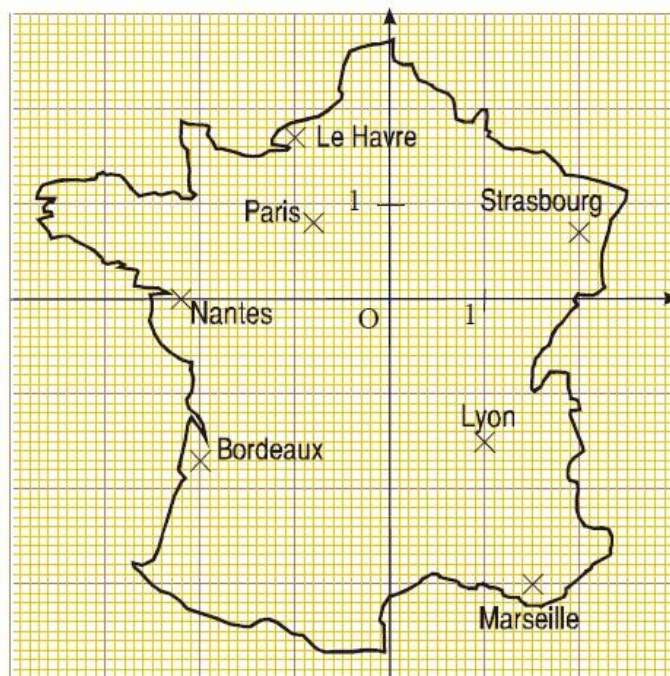 Le Havre
Paris
1
Strasbourg
Nantes
O
1
Lyon
Bordeaux
Marseille